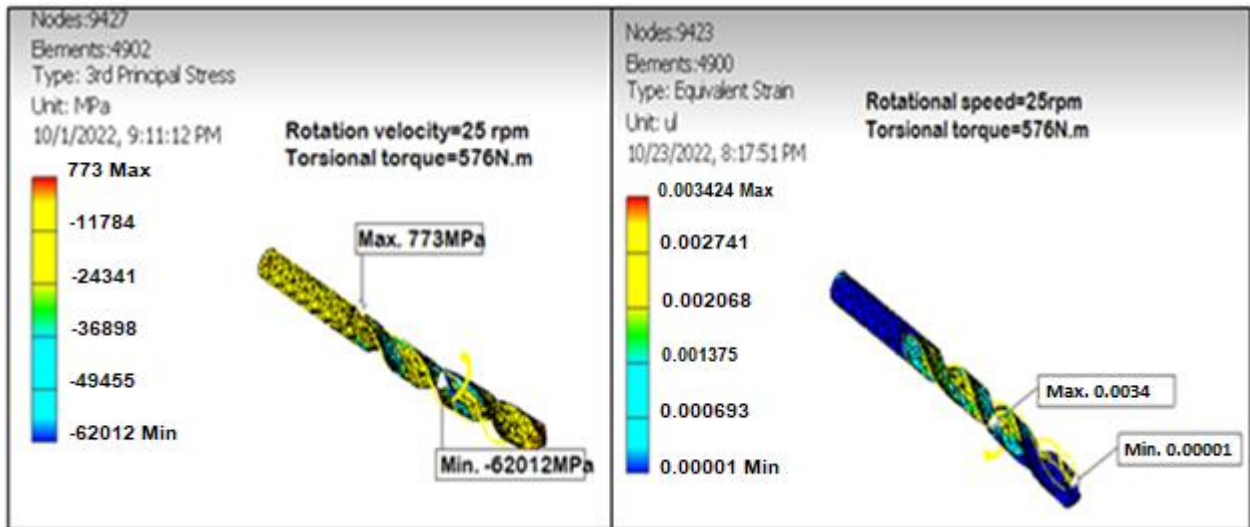 Nodes:9427
Elements:4902
Type: 3rd Principal Stress
Unit: MPa
10/1/2022, 9:11:12 PM
Rotation velocity=25 rpm
Torsional torque=576N.m
773 Max
-11784
-24341
-36898
-49455
-62012 Min
Max. 773MPa
Min. -62012MPa
Nodes:9423
Elements:4900
Type: Equivalent Strain
Unit: ul
10/23/2022, 8:17:51 PM
Rotational speed=25rpm
Torsional torque=576N.m
0.003424 Max
0.002741
0.002068
0.001375
0.000693
0.00001 Min
Max. 0.0034
Min. 0.00001